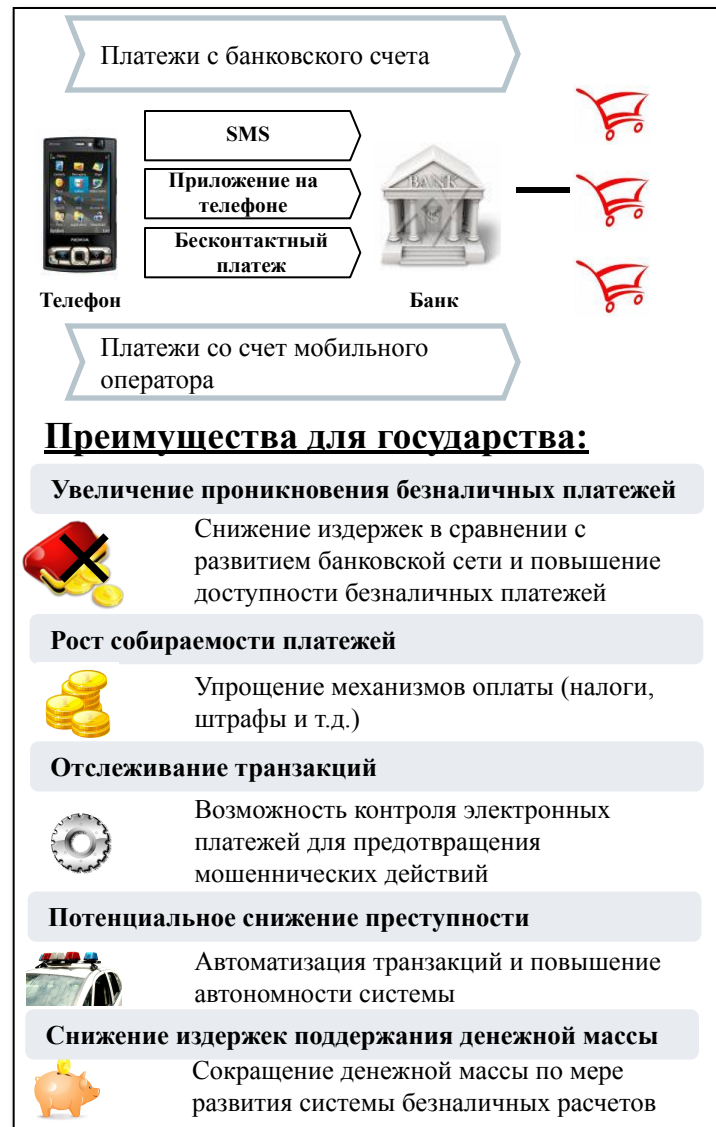 Платежи с банковского счета
SMS
Приложение на
телефоне
Бесконтактный
платеж
NOKIA
BANK
Телефон
Банк
Платежи со счет мобильного
оператора
Преимущества для государства:
Увеличение проникновения безналичных платежей
Снижение издержек в сравнении с
развитием банковской сети и повышение
доступности безналичных платежей
Рост собираемости платежей
Упрощение механизмов оплаты (налоги,
штрафы и т.д.)
Отслеживание транзакций
Возможность контроля электронных
платежей для предотвращения
мошеннических действий
Потенциальное снижение преступности
Автоматизация транзакций и повышение
автономности системы
Снижение издержек поддержания денежной массы
Сокращение денежной массы по мере
развития системы безналичных расчетов